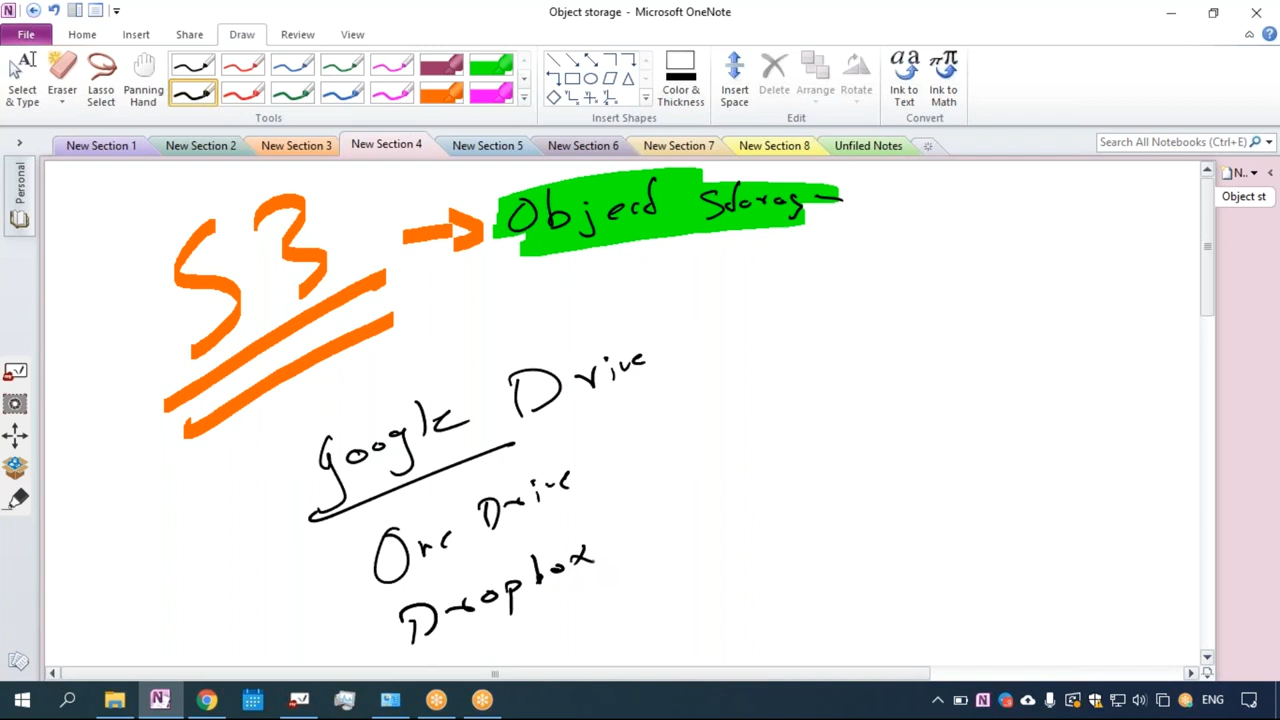 Object storage - Microsoft OneNote
File Home Insert Share Draw Review View
Select & Type Eraser Lasso Select Panning Hand Color & Thickness Insert Space Delete Arrange Rotate Ink to Text Ink to Math
Tools Insert Shapes Edit Convert
New Section 1 New Section 2 New Section 3 New Section 4 New Section 5 New Section 6 New Section 7 New Section 8 Unfiled Notes Search All Notebooks (Ctrl+E) N..
Personal
Object st
S3 → Object Storage
Google Drive
One Drive
Dropbox
ENG